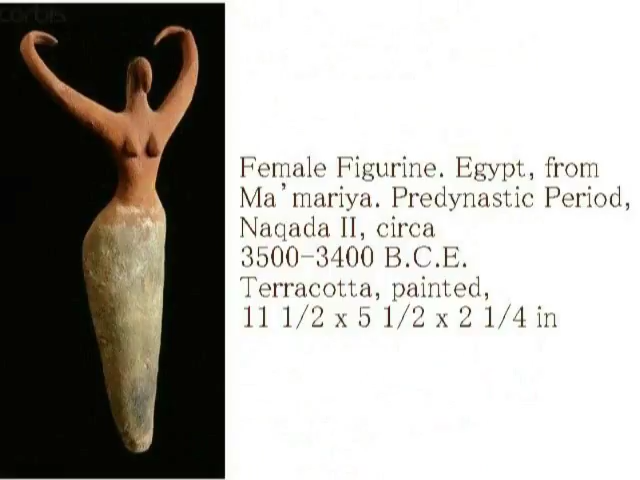 corbis
Female Figurine. Egypt, from
Ma'mariya. Predynastic Period,
Naqada II, circa
3500-3400 B.C.E.
Terracotta, painted,
11 1/2 x 5 1/2 x 2 1/4 in